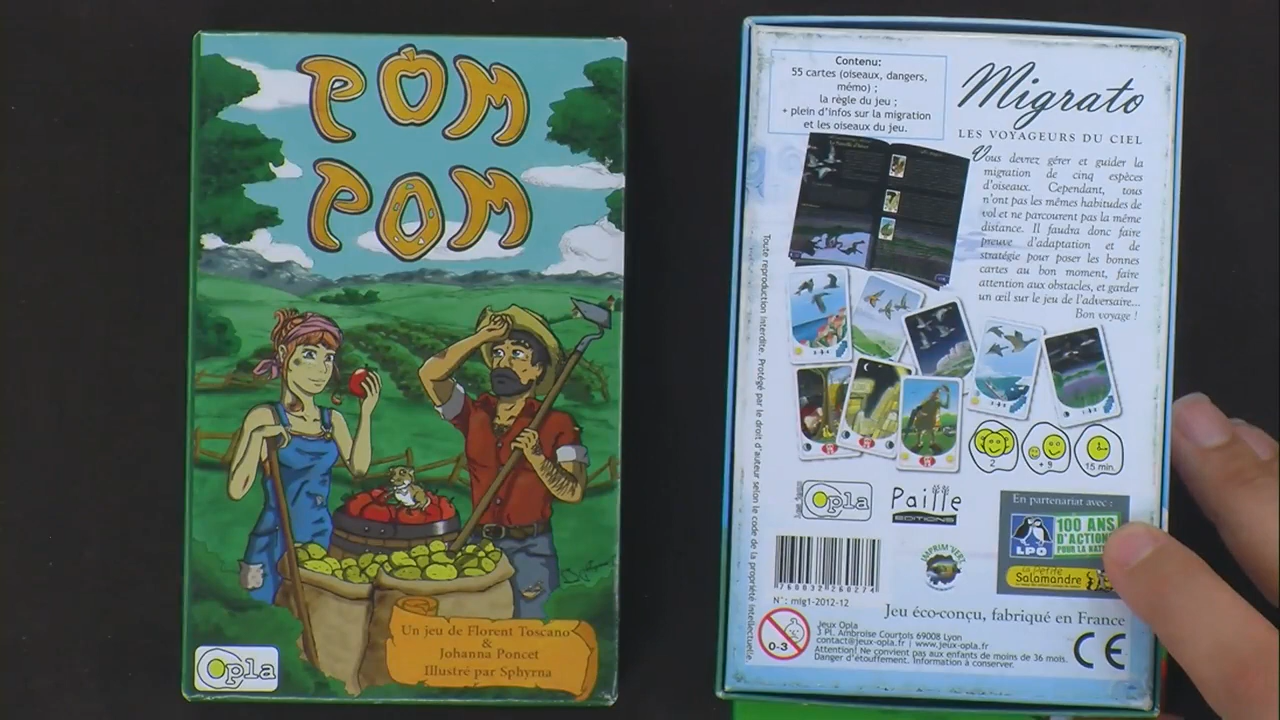 POM
POM
Un jeu de Florent Toscano
&
Johanna Poncet
Illustré par Sphyrna
Opla
Contenu:
55 cartes (oiseaux, dangers,
mémo) ;
la règle du jeu ;
+ plein d'infos sur la migration
et les oiseaux du jeu.
Migrato
LES VOYAGEURS DU CIEL
Vous devrez gérer et guider la
migration de cinq espèces
d'oiseaux. Cependant, tous
n'ont pas les mêmes habitudes de
vol et ne parcourent pas la même
distance. Il faudra donc faire
preuve d'adaptation et de
stratégie pour poser les bonnes
cartes au bon moment, faire
attention aux obstacles, et garder
un œil sur le jeu de l'adversaire...
Bon voyage !
Toute reproduction interdite. Protégé par le droit d'auteur selon le code de la propriété intellectuelle.
2
+ 9
15 min.
Opla
Paille
EDITIONS
En partenariat avec :
LPO
100 ANS
D'ACTION
POUR LA NAT
La Petite
Salamandre
IMPRIM'VERT
3 760032 260274
N° : mig1-2012-12
Jeu éco-conçu, fabriqué en France
0-3
Jeux Opla
3 Pl. Ambroise Courtois 69008 Lyon
contact@jeux-opla.fr | www.jeux-opla.fr
Attention! Ne convient pas aux enfants de moins de 36 mois.
Danger d'étouffement. Information à conserver.
CE